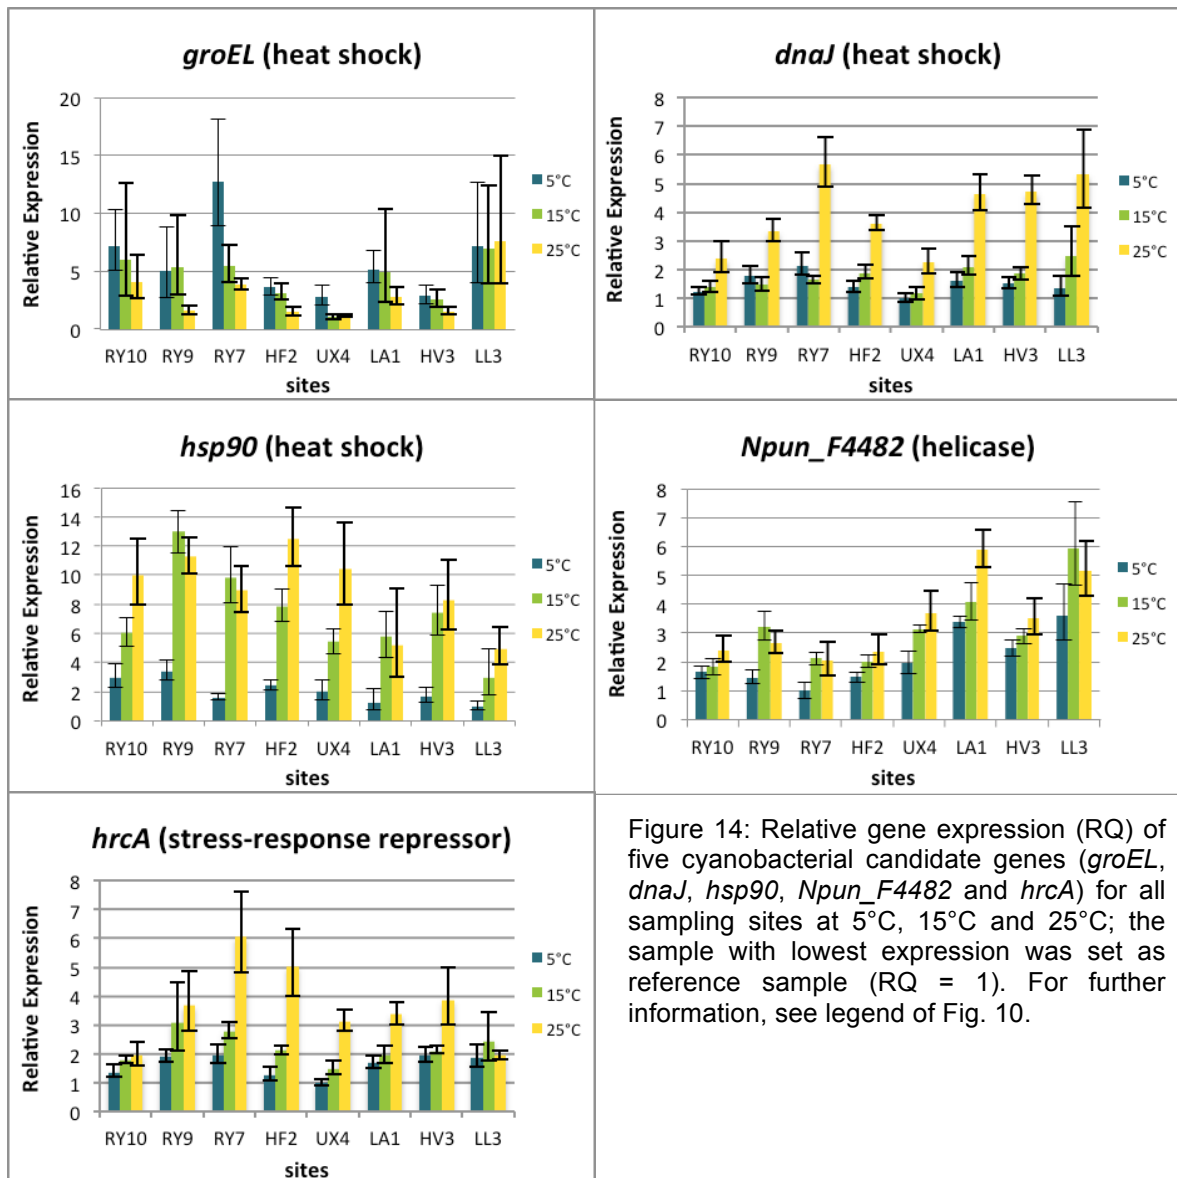 groEL (heat shock)
Relative Expression
20
15
10
5
0
RY10 RY9 RY7 HF2 UX4 LA1 HV3 LL3
sites
5°C
15°C
25°C
dnaJ (heat shock)
Relative Expression
8
7
6
5
4
3
2
1
0
RY10 RY9 RY7 HF2 UX4 LA1 HV3 LL3
sites
5°C
15°C
25°C
hsp90 (heat shock)
Relative Expression
16
14
12
10
8
6
4
2
0
RY10 RY9 RY7 HF2 UX4 LA1 HV3 LL3
sites
5°C
15°C
25°C
Npun_F4482 (helicase)
Relative Expression
8
7
6
5
4
3
2
1
0
RY10 RY9 RY7 HF2 UX4 LA1 HV3 LL3
sites
5°C
15°C
25°C
hrcA (stress-response repressor)
Relative Expression
8
7
6
5
4
3
2
1
0
RY10 RY9 RY7 HF2 UX4 LA1 HV3 LL3
sites
5°C
15°C
25°C
Figure 14: Relative gene expression (RQ) of
five cyanobacterial candidate genes (groEL,
dnaJ, hsp90, Npun_F4482 and hrcA) for all
sampling sites at 5°C, 15°C and 25°C; the
sample with lowest expression was set as
reference sample (RQ = 1). For further
information, see legend of Fig. 10.